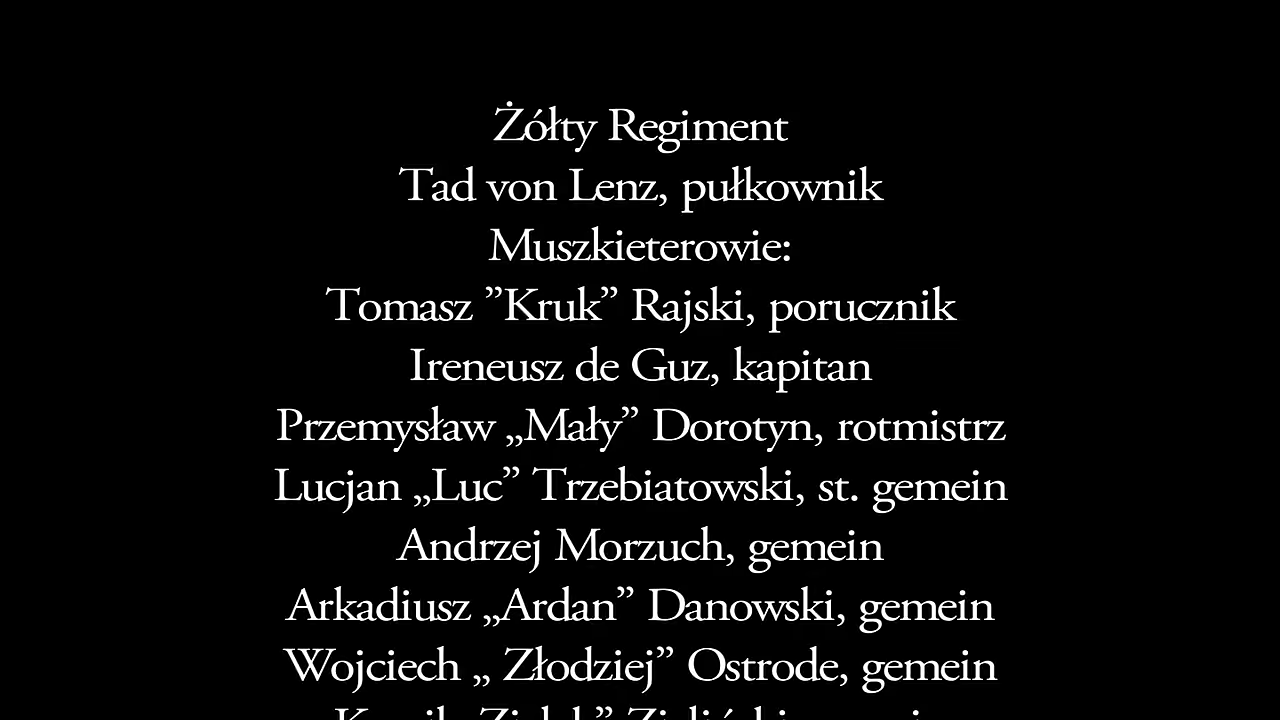 Żółty Regiment
Tad von Lenz, pułkownik
Muszkieterowie:
Tomasz ”Kruk” Rajski, porucznik
Ireneusz de Guz, kapitan
Przemysław „Mały” Dorotyn, rotmistrz
Lucjan „Luc” Trzebiatowski, st. gemein
Andrzej Morzuch, gemein
Arkadiusz „Ardan” Danowski, gemein
Wojciech „ Złodziej” Ostrode, gemein